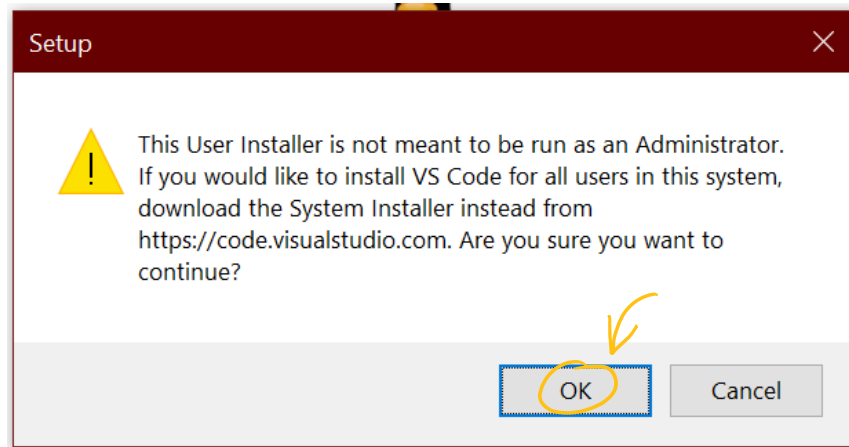 Setup
This User Installer is not meant to be run as an Administrator.
If you would like to install VS Code for all users in this system,
download the System Installer instead from
https://code.visualstudio.com. Are you sure you want to
continue?
OK
Cancel